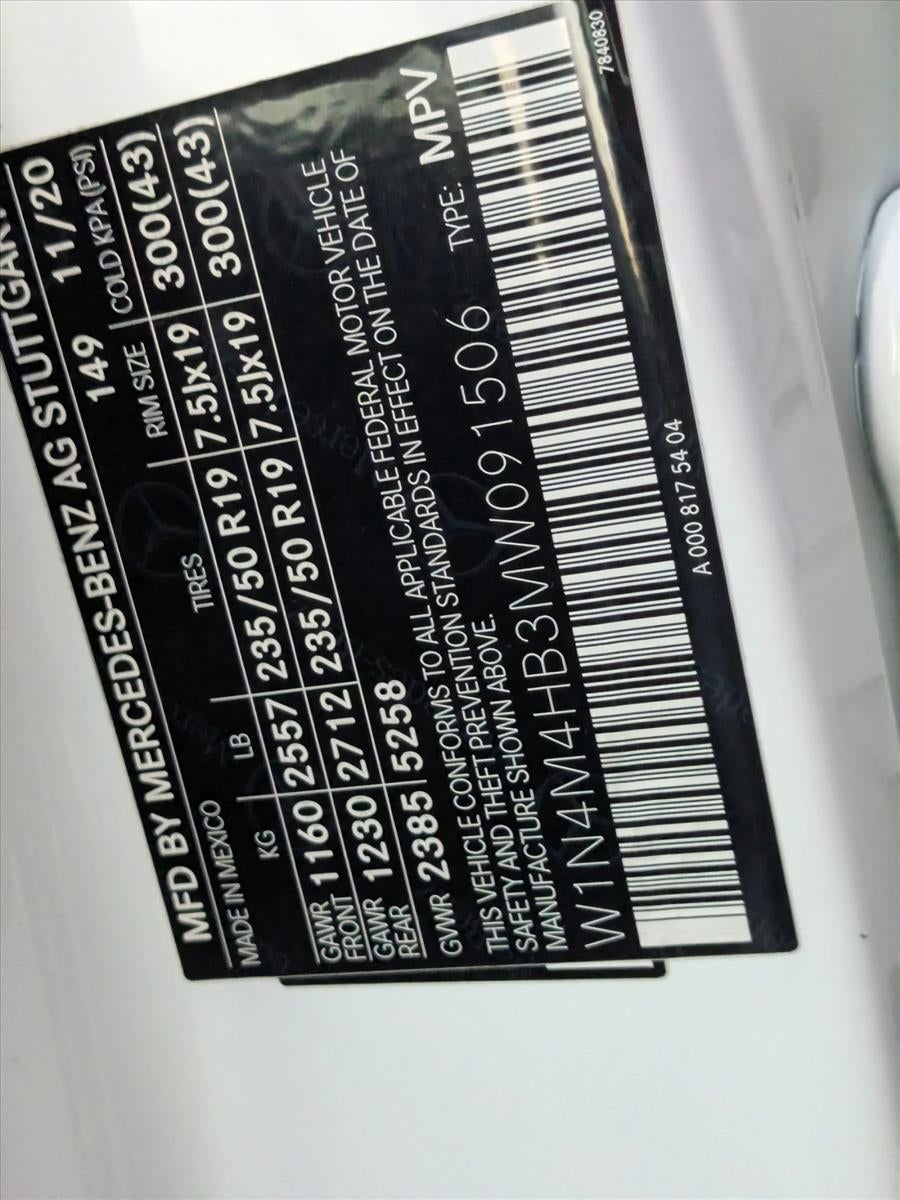 MFD BY MERCEDES-BENZ AG STUTTGART
MADE IN MEXICO 149 11/20
KG LB TIRES RIM SIZE COLD KPA(PSI)
GAWR FRONT 1160 2557 235/50 R19 7.5Jx19 300(43)
GAWR REAR 1230 2712 235/50 R19 7.5Jx19 300(43)
GVWR 2385 5258
THIS VEHICLE CONFORMS TO ALL APPLICABLE FEDERAL MOTOR VEHICLE
SAFETY AND THEFT PREVENTION STANDARDS IN EFFECT ON THE DATE OF
MANUFACTURE SHOWN ABOVE.
W1N4M4HB3MW091506 TYPE: MPV
A 000 817 54 04
7840830